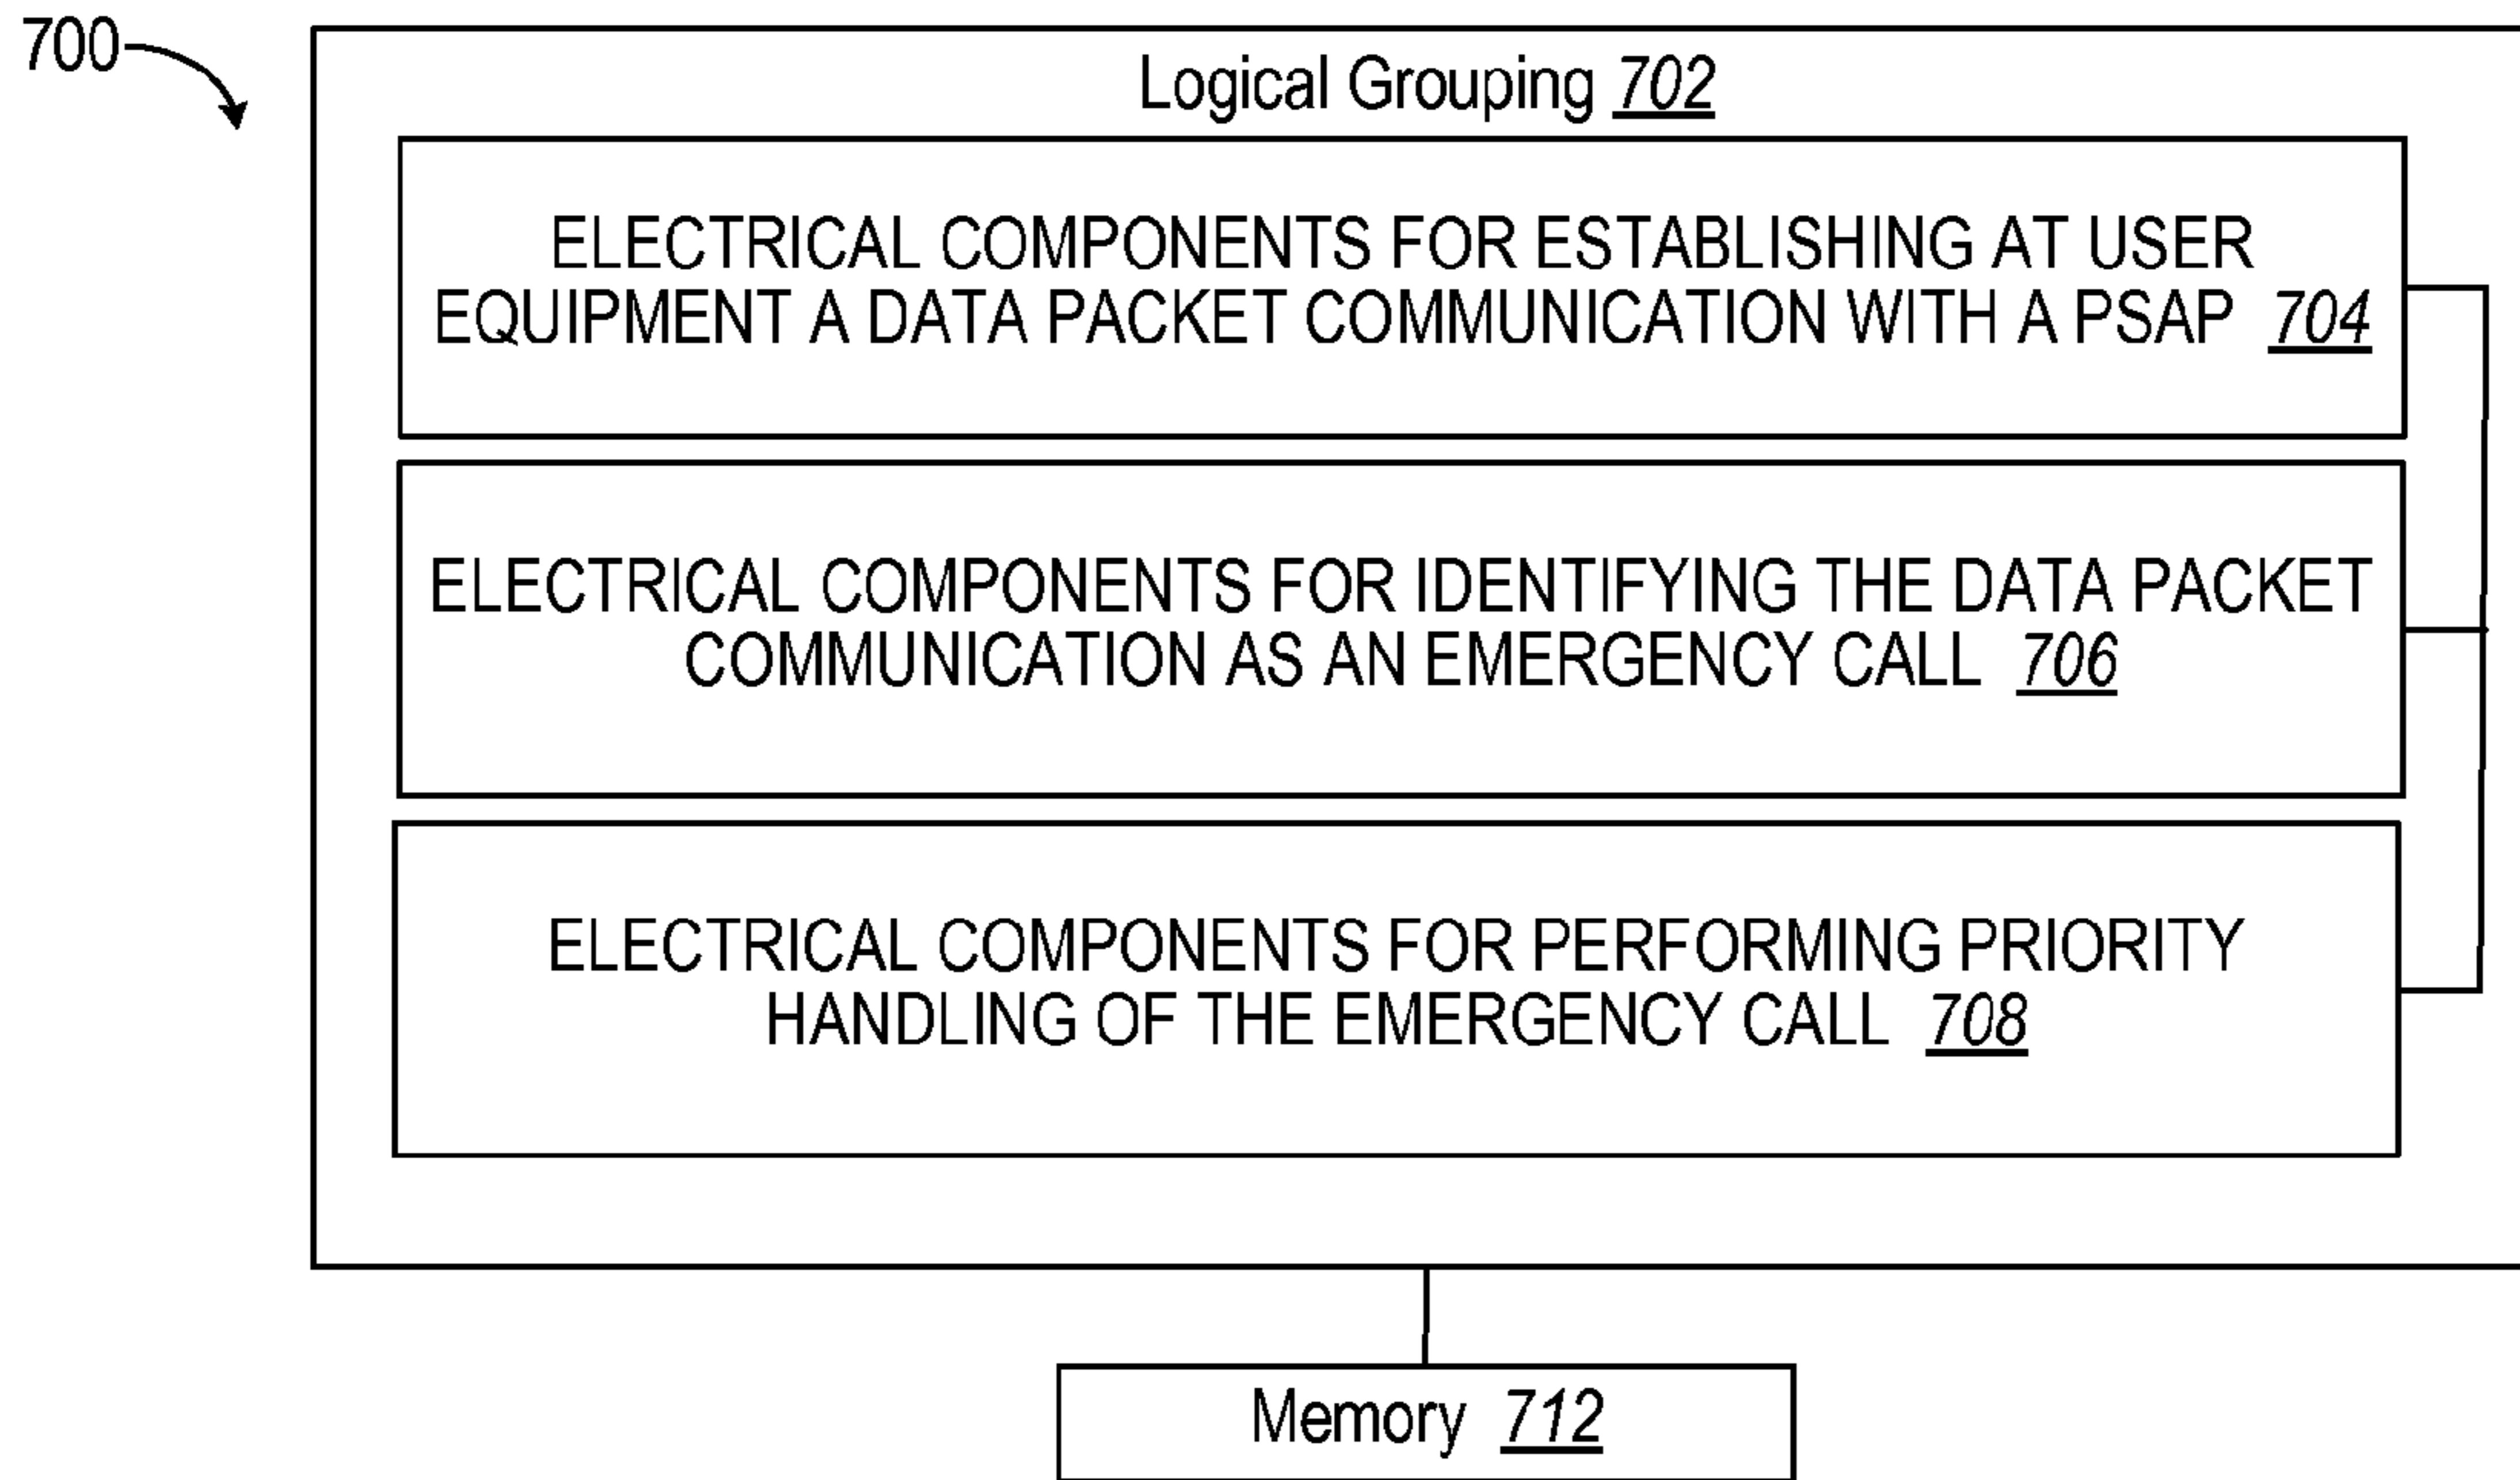 700
Logical Grouping 702
ELECTRICAL COMPONENTS FOR ESTABLISHING AT USER
EQUIPMENT A DATA PACKET COMMUNICATION WITH A PSAP 704
ELECTRICAL COMPONENTS FOR IDENTIFYING THE DATA PACKET
COMMUNICATION AS AN EMERGENCY CALL 706
ELECTRICAL COMPONENTS FOR PERFORMING PRIORITY
HANDLING OF THE EMERGENCY CALL 708
Memory 712